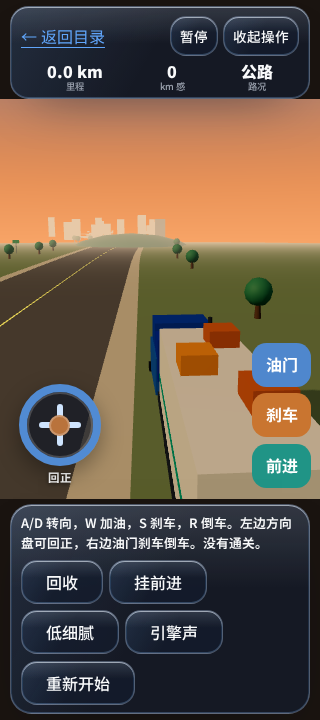 ← 返回目录
暂停
收起操作
0.0 km
0
公路
里程
km 感
路况
油门
刹车
前进
回正
A/D 转向，W 加油，S 刹车，R 倒车。左边方向
盘可回正，右边油门刹车倒车。没有通关。
回收
挂前进
低细腻
引擎声
重新开始